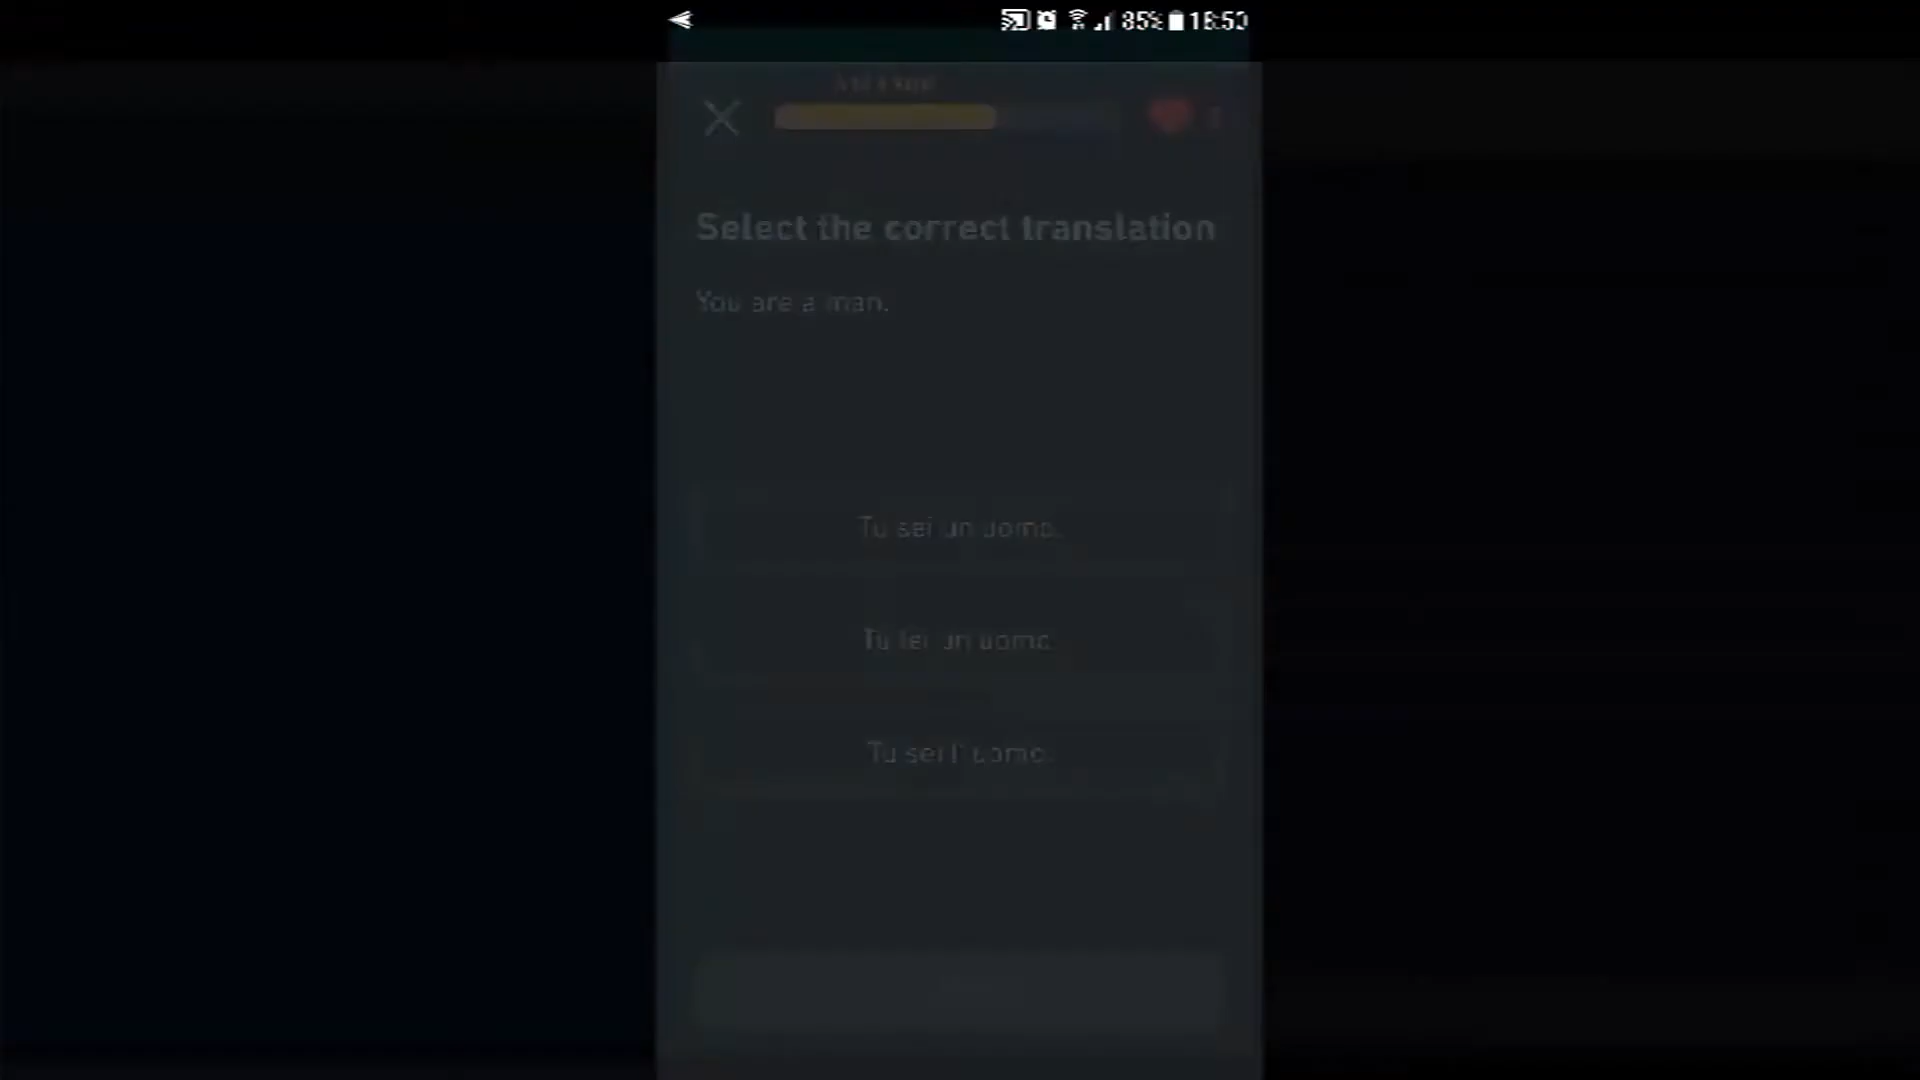 85% 18:50
Select the correct translation
You are a man.
Tu sei un uomo.
Tu lei un uomo.
Tu sei l'uomo.